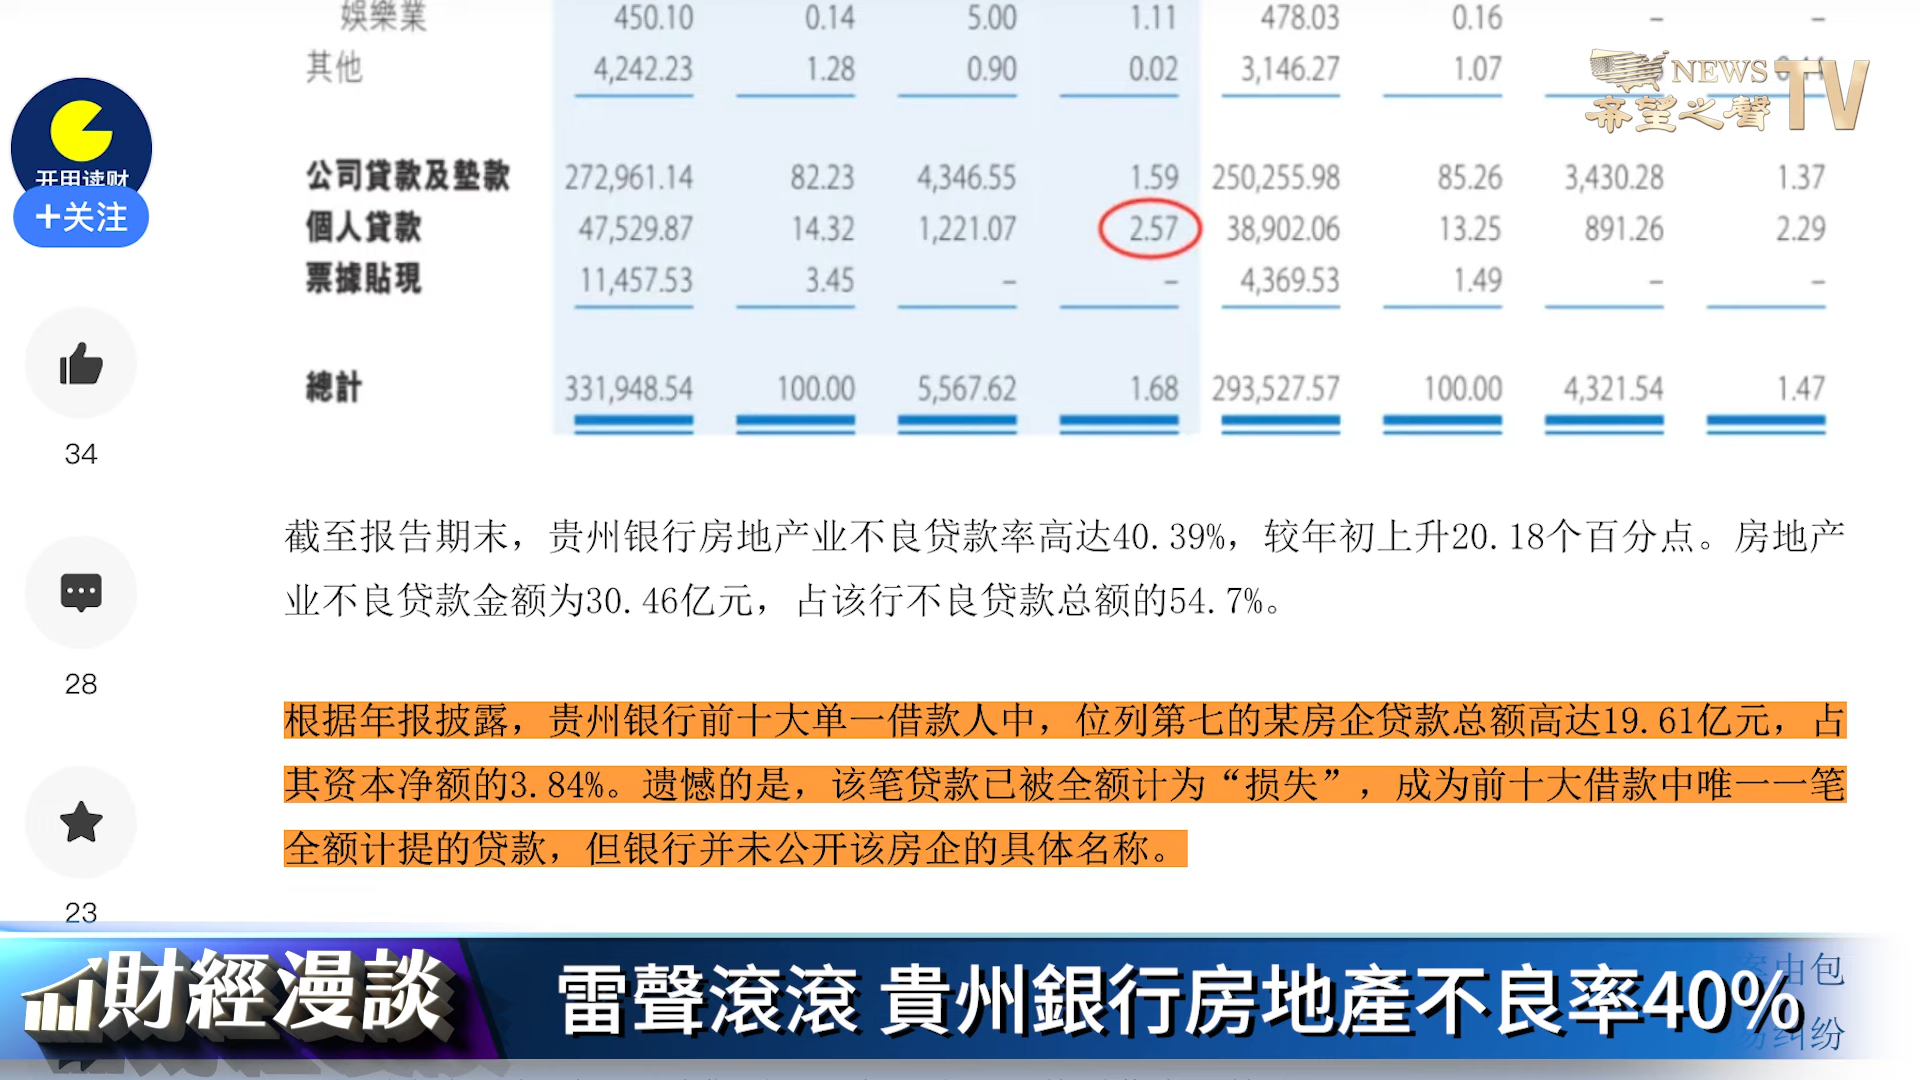 娛樂業 450.10 0.14 5.00 1.11 478.03 0.16 – –
其他 4,242.23 1.28 0.90 0.02 3,146.27 1.07
NEWS
希望之聲 TV
公司貸款及墊款 272,961.14 82.23 4,346.55 1.59 250,255.98 85.26 3,430.28 1.37
個人貸款 47,529.87 14.32 1,221.07 2.57 38,902.06 13.25 891.26 2.29
票據貼現 11,457.53 3.45 – – 4,369.53 1.49 – –
總計 331,948.54 100.00 5,567.62 1.68 293,527.57 100.00 4,321.54 1.47
开甲读财
+关注
34
28
23
截至报告期末，贵州银行房地产业不良贷款率高达40.39%，较年初上升20.18个百分点。房地产
业不良贷款金额为30.46亿元，占该行不良贷款总额的54.7%。
根据年报披露，贵州银行前十大单一借款人中，位列第七的某房企贷款总额高达19.61亿元，占
其资本净额的3.84%。遗憾的是，该笔贷款已被全额计为“损失”，成为前十大借款中唯一一笔
全额计提的贷款，但银行并未公开该房企的具体名称。
由包
纠纷
財經漫談
雷聲滾滾 貴州銀行房地產不良率40%